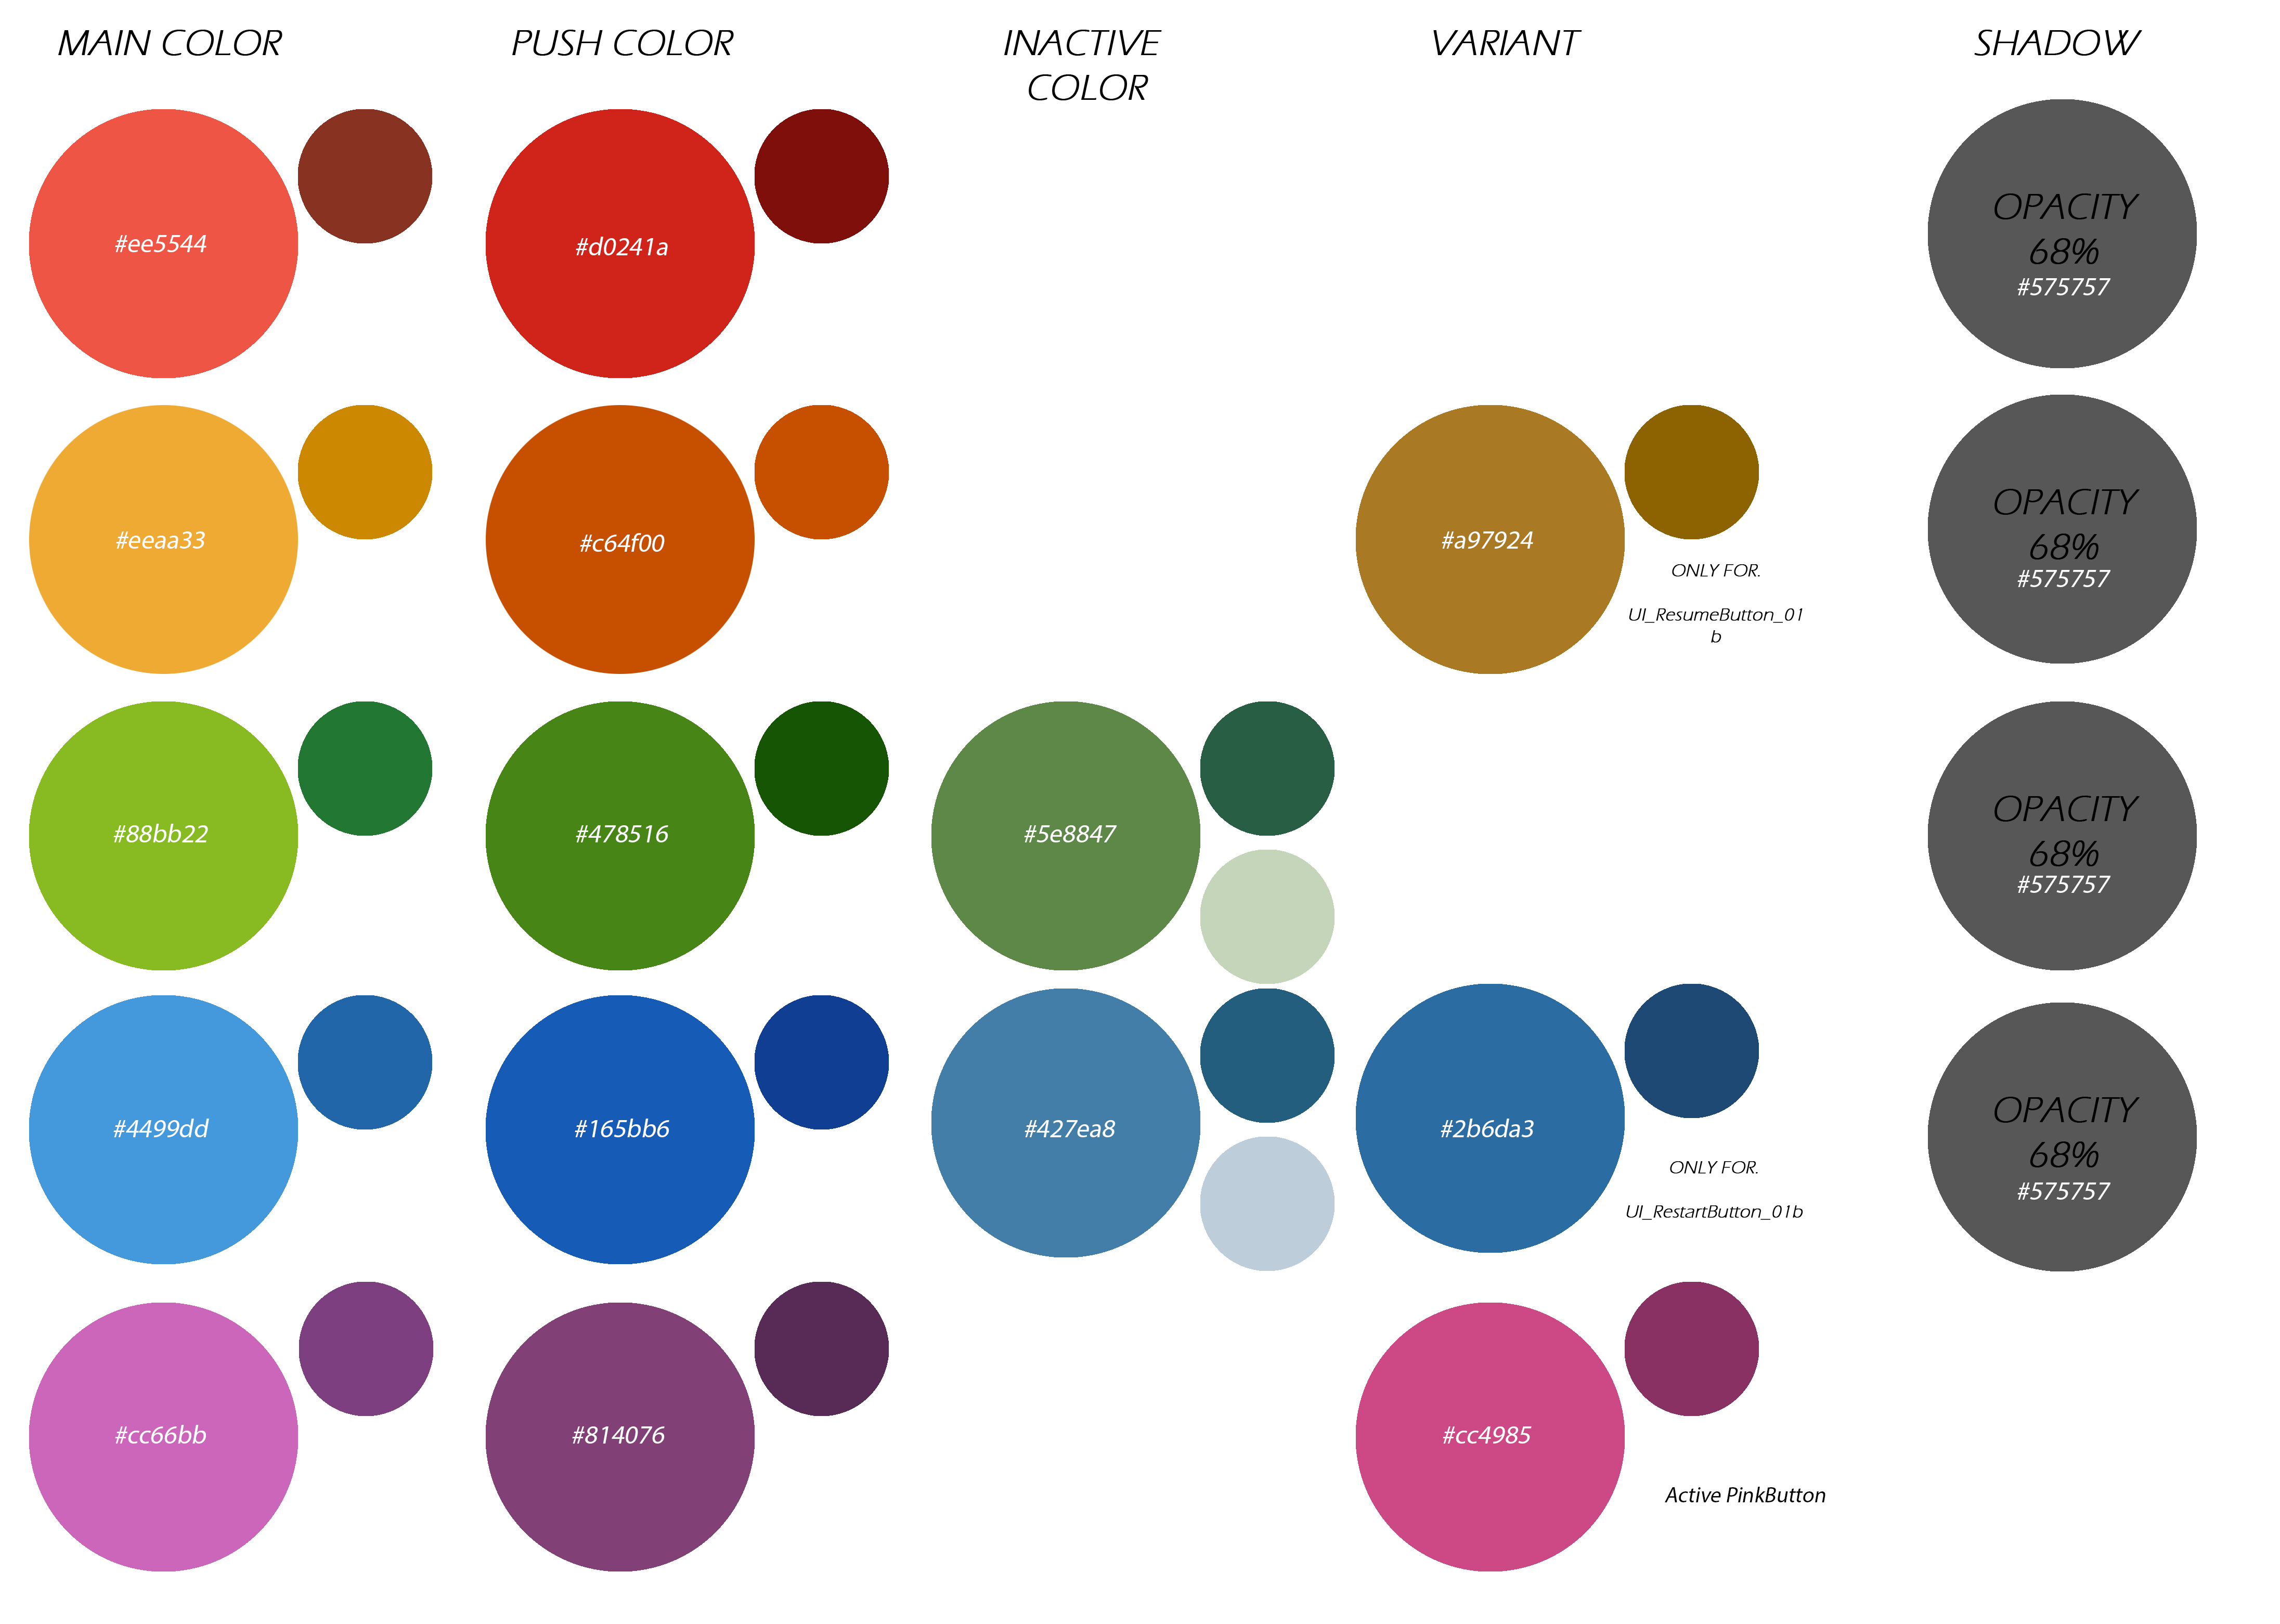 MAIN COLOR
PUSH COLOR
INACTIVE
COLOR
VARIANT
SHADOW
#ee5544
#d0241a
OPACITY
68%
#575757
#eeaa33
#c64f00
#a97924
ONLY FOR.
UI_ResumeButton_01
b
OPACITY
68%
#575757
#88bb22
#478516
#5e8847
OPACITY
68%
#575757
#4499dd
#165bb6
#427ea8
#2b6da3
ONLY FOR.
UI_RestartButton_01b
OPACITY
68%
#575757
#cc66bb
#814076
#cc4985
Active PinkButton